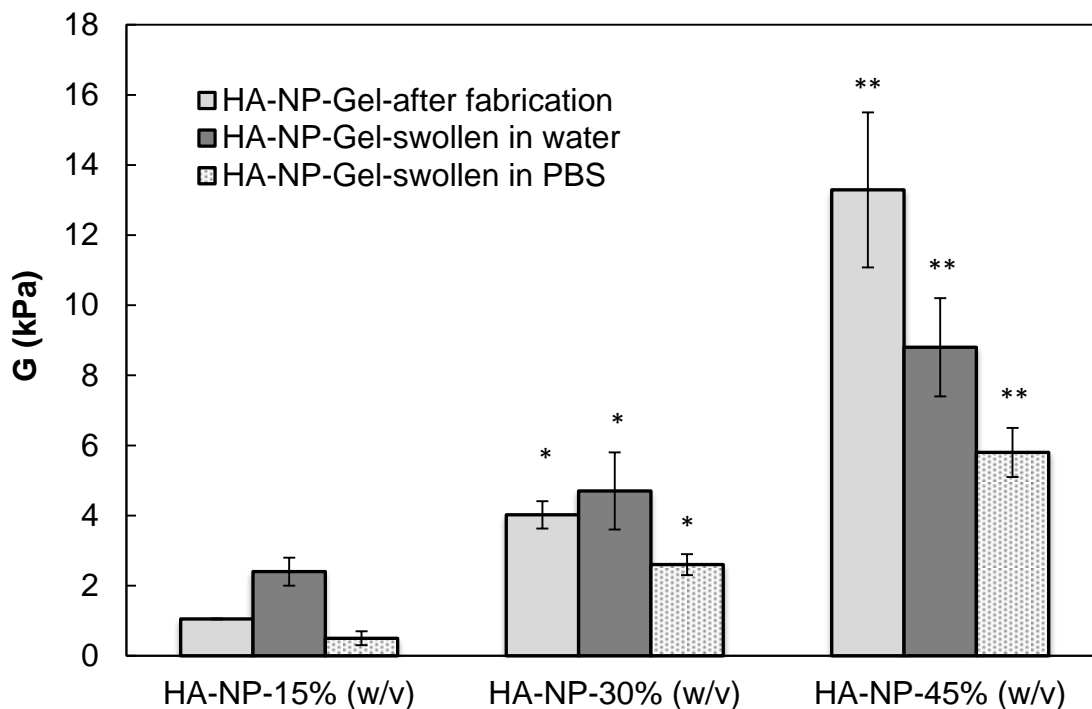 18
16
14
12
10
8
6
4
2
0
G (kPa)
HA-NP-Gel-after fabrication
HA-NP-Gel-swollen in water
HA-NP-Gel-swollen in PBS
*
*
*
**
**
**
HA-NP-15% (w/v)
HA-NP-30% (w/v)
HA-NP-45% (w/v)